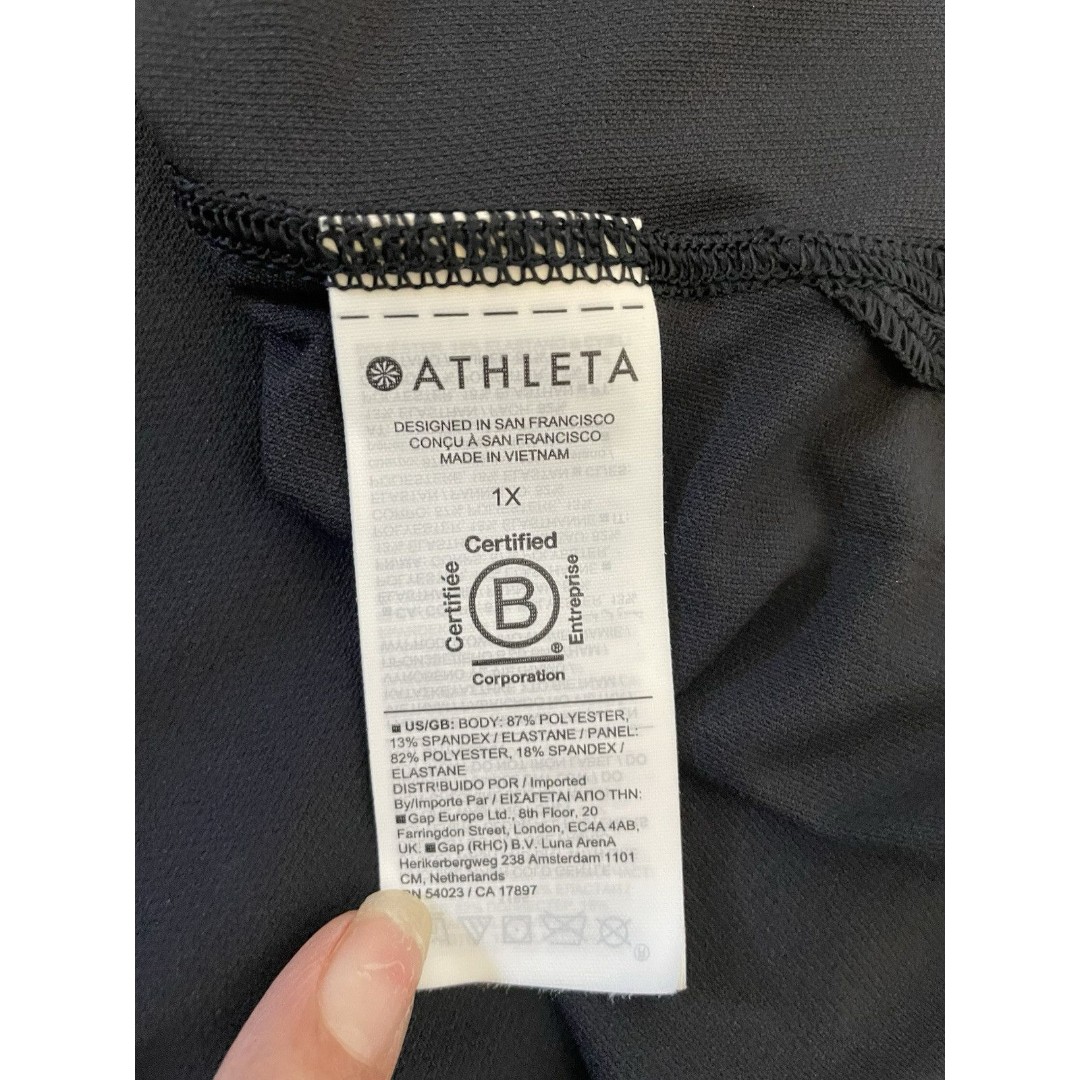 ATHLETA
DESIGNED IN SAN FRANCISCO
CONÇU À SAN FRANCISCO
MADE IN VIETNAM
1X
Certified
Certifiée
B
Entreprise
®
Corporation
US/GB: BODY: 87% POLYESTER,
13% SPANDEX / ELASTANE / PANEL:
82% POLYESTER, 18% SPANDEX /
ELASTANE
DISTRIBUIDO POR / Imported
By/Importe Par / ΕΙΣΑΓΕΤΑΙ ΑΠΟ ΤΗΝ:
Gap Europe Ltd., 8th Floor, 20
Farringdon Street, London, EC4A 4AB,
UK. Gap (RHC) B.V. Luna ArenA
Herikerbergweg 238 Amsterdam 1101
CM, Netherlands
54023 / CA 17897